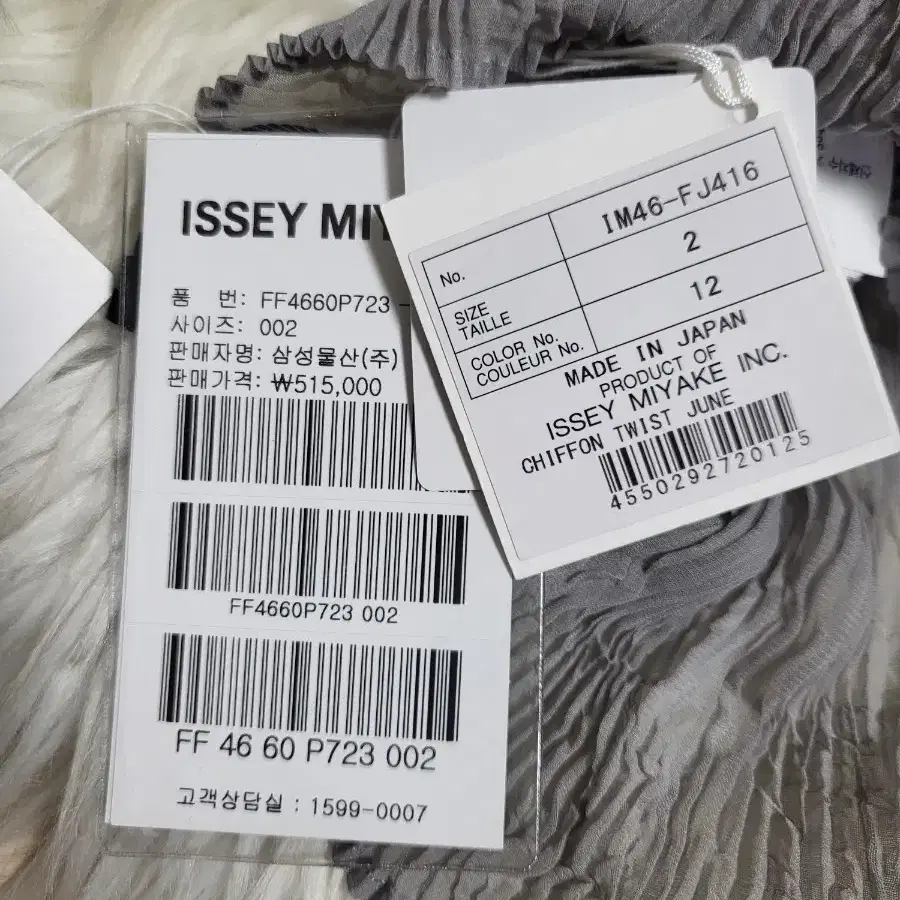 ISSEY MIY
품 번: FF4660P723 -
사이즈: 002
판매자명: 삼성물산(주)
판매가격: ₩515,000
FF4660P723 002
FF 46 60 P723 002
고객상담실 : 1599-0007
No. IM46-FJ416
SIZE
TAILLE 2
COLOR No.
COULEUR No. 12
MADE IN JAPAN
PRODUCT OF
ISSEY MIYAKE INC.
CHIFFON TWIST JUNE
4550292720125